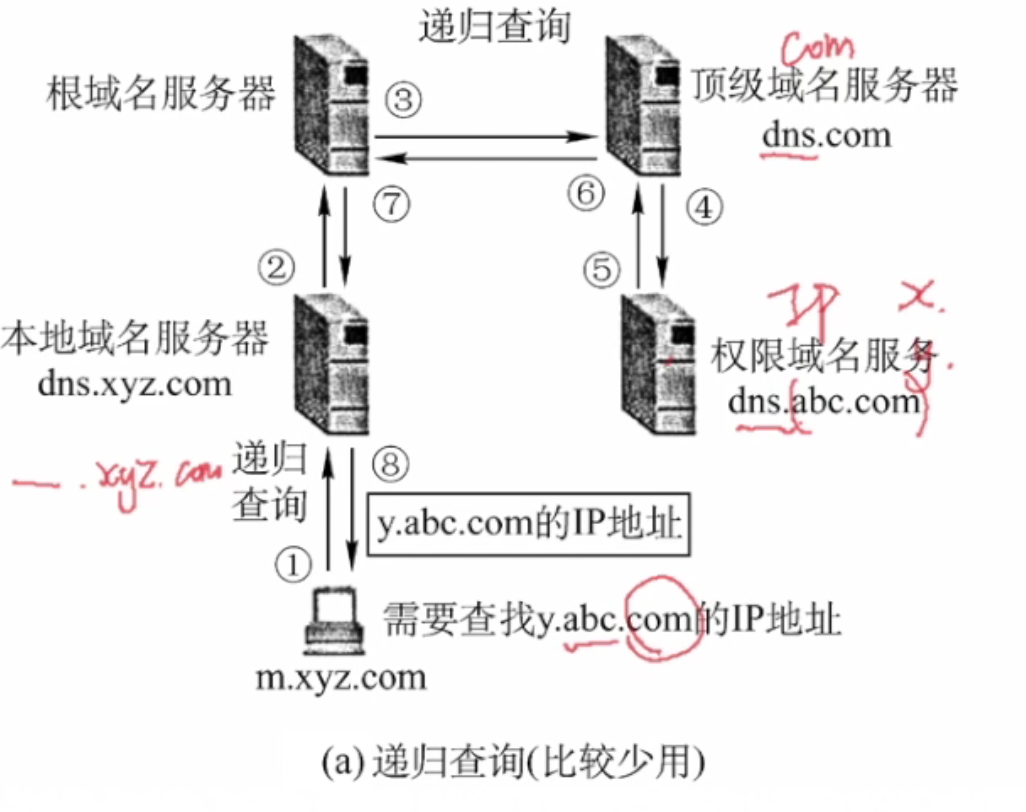 递归查询
com
根域名服务器
③
顶级域名服务器
dns.com
⑦
⑥
④
②
⑤
IP
x.
本地域名服务器
dns.xyz.com
权限域名服务
y.
dns.abc.com
.xyz.com
递归
查询
⑧
y.abc.com的IP地址
①
需要查找y.abc.com的IP地址
m.xyz.com
(a) 递归查询(比较少用)